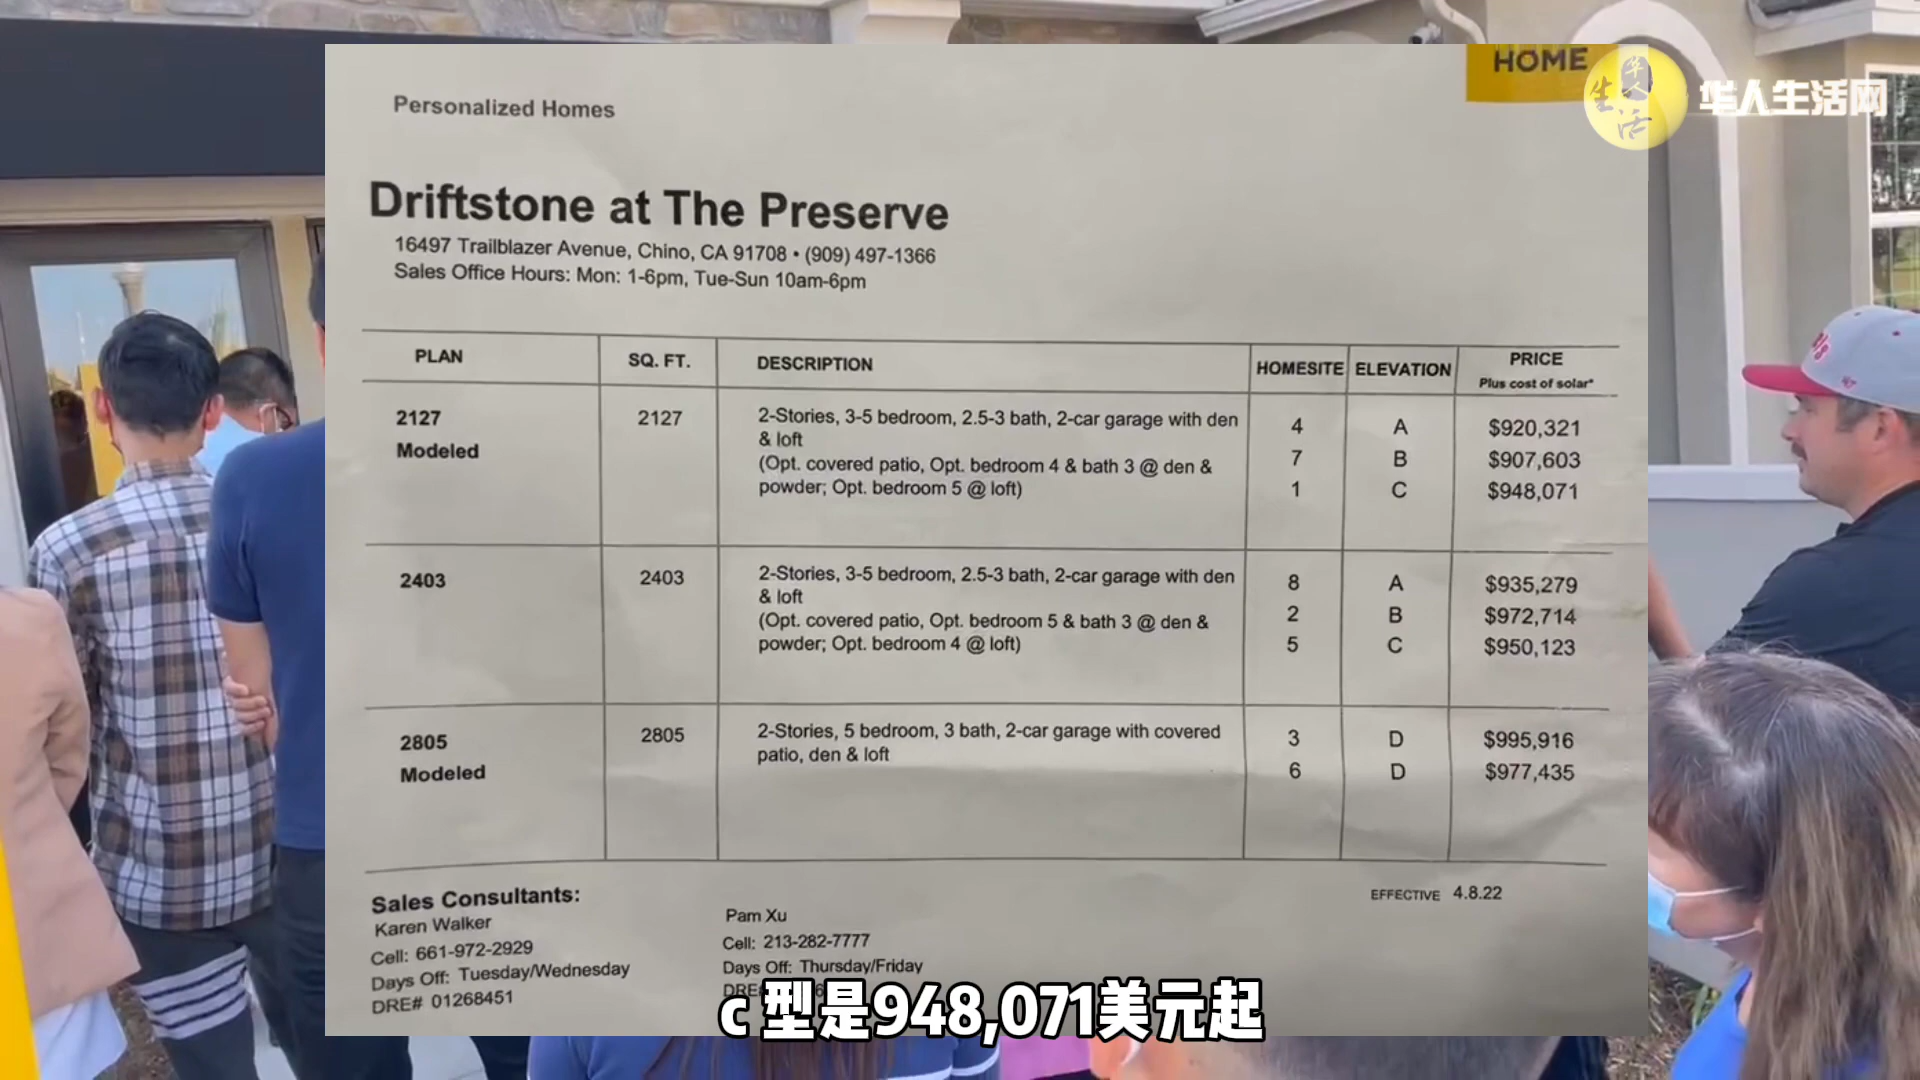 HOME
华人生活
华人生活网
Personalized Homes
Driftstone at The Preserve
16497 Trailblazer Avenue, Chino, CA 91708 • (909) 497-1366
Sales Office Hours: Mon: 1-6pm, Tue-Sun 10am-6pm
PLAN SQ. FT. DESCRIPTION HOMESITE ELEVATION PRICE
Plus cost of solar*
2127 2127 2-Stories, 3-5 bedroom, 2.5-3 bath, 2-car garage with den 4 A $920,321
& loft
Modeled (Opt. covered patio, Opt. bedroom 4 & bath 3 @ den & 7 B $907,603
powder; Opt. bedroom 5 @ loft) 1 C $948,071
2403 2403 2-Stories, 3-5 bedroom, 2.5-3 bath, 2-car garage with den 8 A $935,279
& loft
(Opt. covered patio, Opt. bedroom 5 & bath 3 @ den & 2 B $972,714
powder; Opt. bedroom 4 @ loft) 5 C $950,123
2805 2805 2-Stories, 5 bedroom, 3 bath, 2-car garage with covered 3 D $995,916
Modeled patio, den & loft 6 D $977,435
EFFECTIVE 4.8.22
Sales Consultants:
Karen Walker
Cell: 661-972-2929
Days Off: Tuesday/Wednesday
DRE# 01268451
Pam Xu
Cell: 213-282-7777
Days Off: Thursday/Friday
c 型是948,071美元起